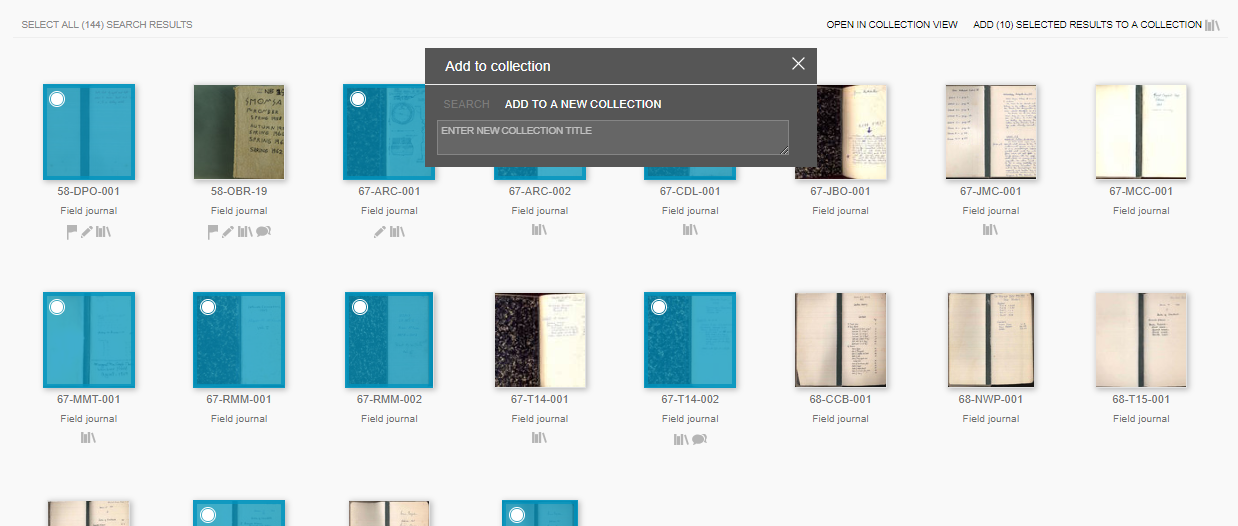 SELECT ALL (144) SEARCH RESULTS
OPEN IN COLLECTION VIEW
ADD (10) SELECTED RESULTS TO A COLLECTION
Add to collection
SEARCH
ADD TO A NEW COLLECTION
ENTER NEW COLLECTION TITLE
58-DPO-001
58-OBR-19
67-ARC-001
67-ARC-002
67-CDL-001
67-JBO-001
67-JMC-001
67-MCC-001
Field journal
Field journal
Field journal
Field journal
Field journal
Field journal
Field journal
Field journal
67-MMT-001
67-RMM-001
67-RMM-002
67-T14-001
67-T14-002
68-CCB-001
68-NWP-001
68-T15-001
Field journal
Field journal
Field journal
Field journal
Field journal
Field journal
Field journal
Field journal